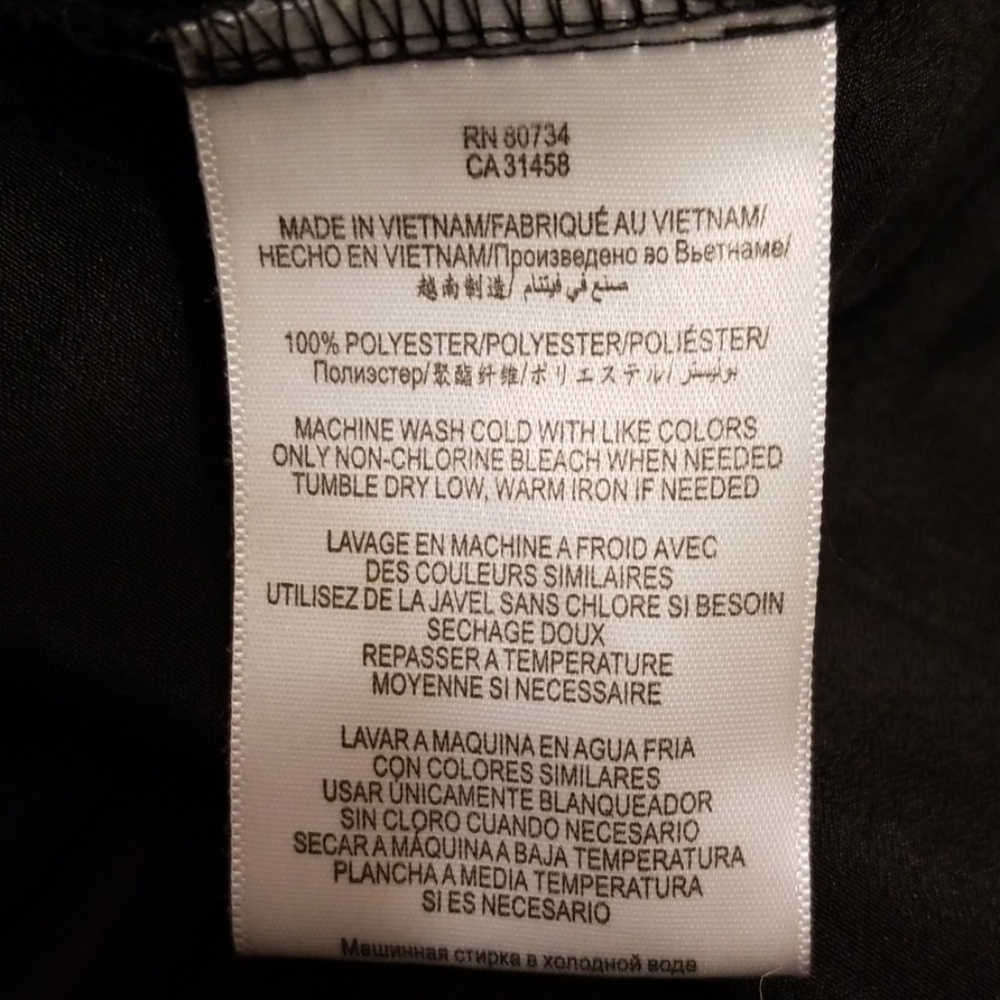 RN 80734
CA 31458
MADE IN VIETNAM/FABRIQUÉ AU VIETNAM/
HECHO EN VIETNAM/Произведено во Вьетнаме/
越南制造/ صنع في فيتنام
100% POLYESTER/POLYESTER/POLIÉSTER/
Полиэстер/聚酯纤维/ポリエステル/ بوليستر
MACHINE WASH COLD WITH LIKE COLORS
ONLY NON-CHLORINE BLEACH WHEN NEEDED
TUMBLE DRY LOW, WARM IRON IF NEEDED
LAVAGE EN MACHINE A FROID AVEC
DES COULEURS SIMILAIRES
UTILISEZ DE LA JAVEL SANS CHLORE SI BESOIN
SECHAGE DOUX
REPASSER A TEMPERATURE
MOYENNE SI NECESSAIRE
LAVAR A MAQUINA EN AGUA FRIA
CON COLORES SIMILARES
USAR ÚNICAMENTE BLANQUEADOR
SIN CLORO CUANDO NECESARIO
SECAR A MÁQUINA A BAJA TEMPERATURA
PLANCHA A MEDIA TEMPERATURA
SI ES NECESARIO
Машинная стирка в холодной воде